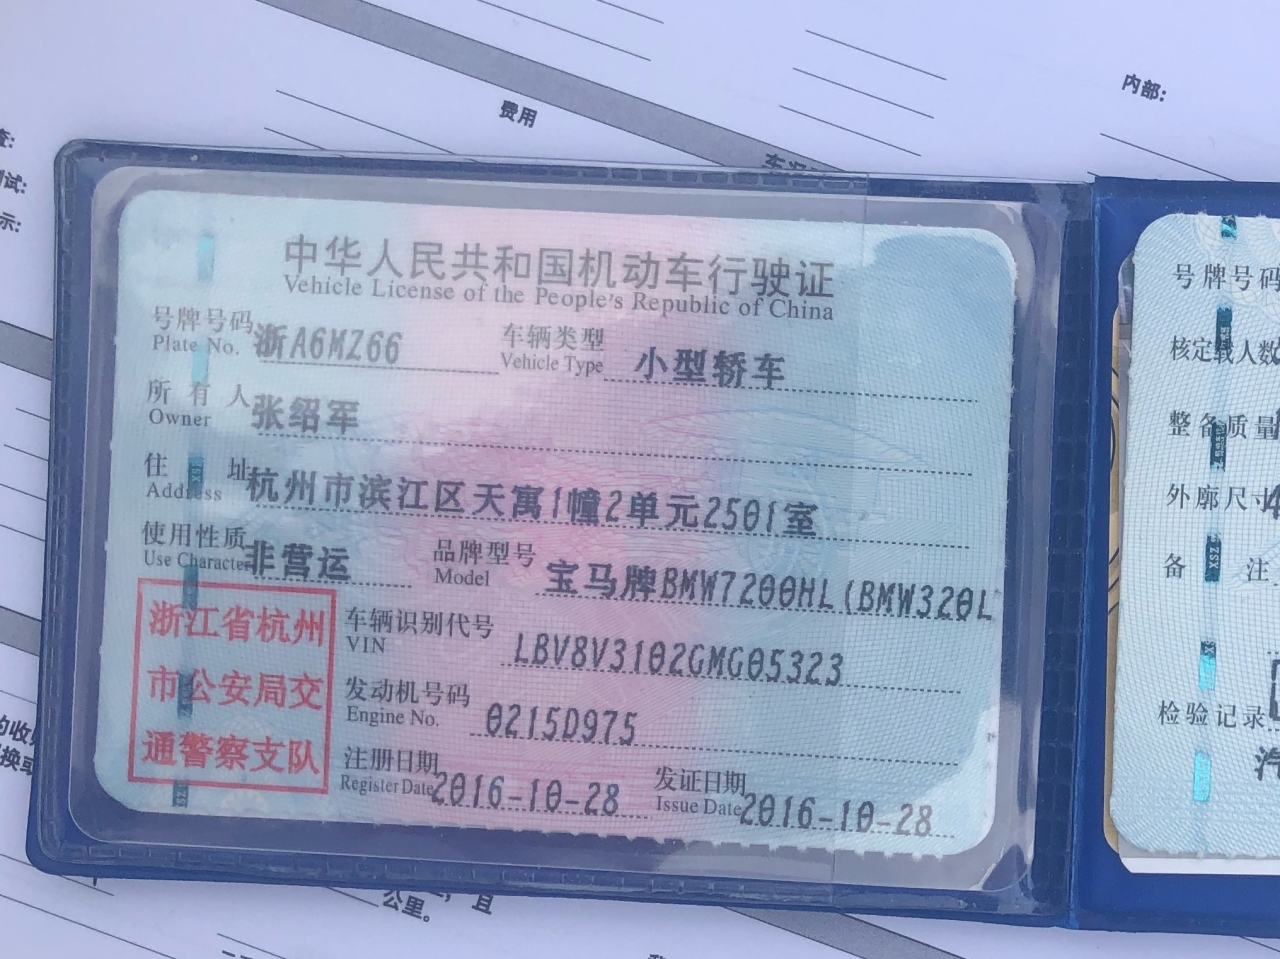 费用
内部:
中华人民共和国机动车行驶证
Vehicle License of the People's Republic of China
号牌号码 浙A6MZ66 车辆类型 小型轿车
Plate No. Vehicle Type
所有人 张绍军
Owner
住址 杭州市滨江区天寓1幢2单元2501室
Address
使用性质 非营运 品牌型号 宝马牌BMW7200HL(BMW320L
Use Character Model
浙江省杭州
市公安局交
通警察支队
车辆识别代号 LBV8V3102GMG05323
VIN
发动机号码 0215D975
Engine No.
注册日期 2016-10-28 发证日期 2016-10-28
Register Date Issue Date
号牌号码
核定载人数
整备质量
外廓尺寸
备注
检验记录
公里。
且